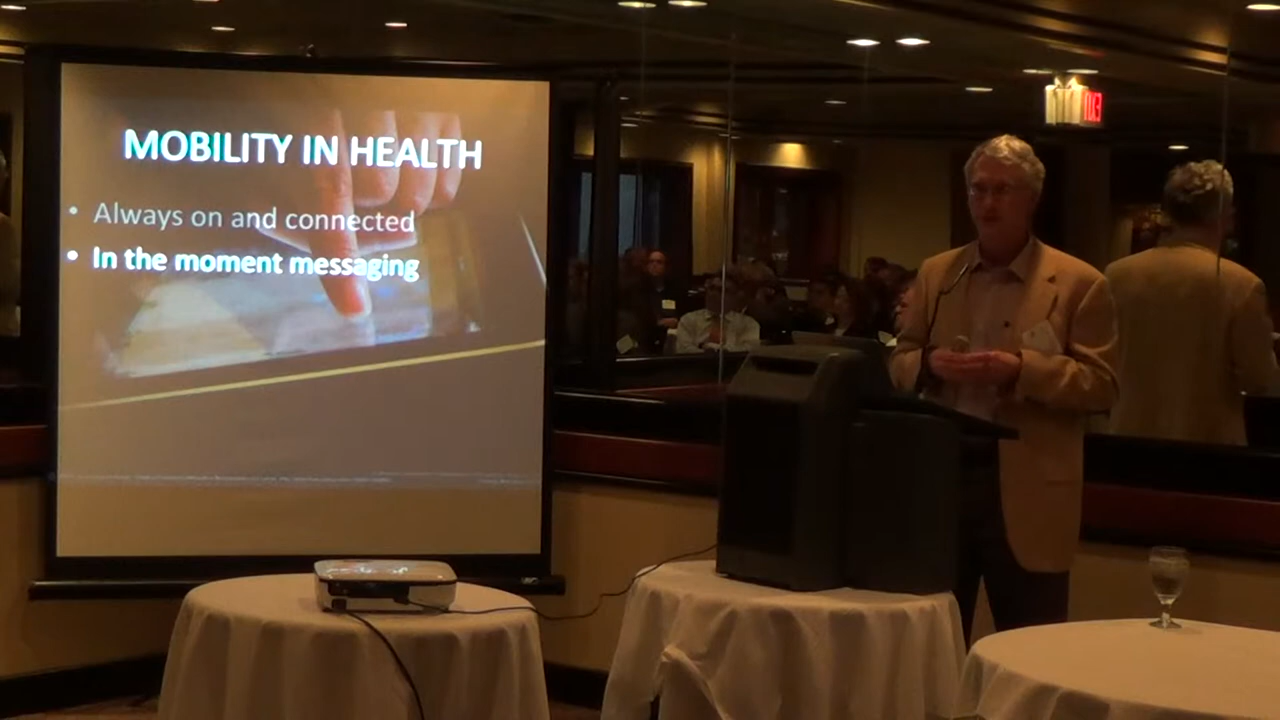 MOBILITY IN HEALTH
• Always on and connected
• In the moment messaging